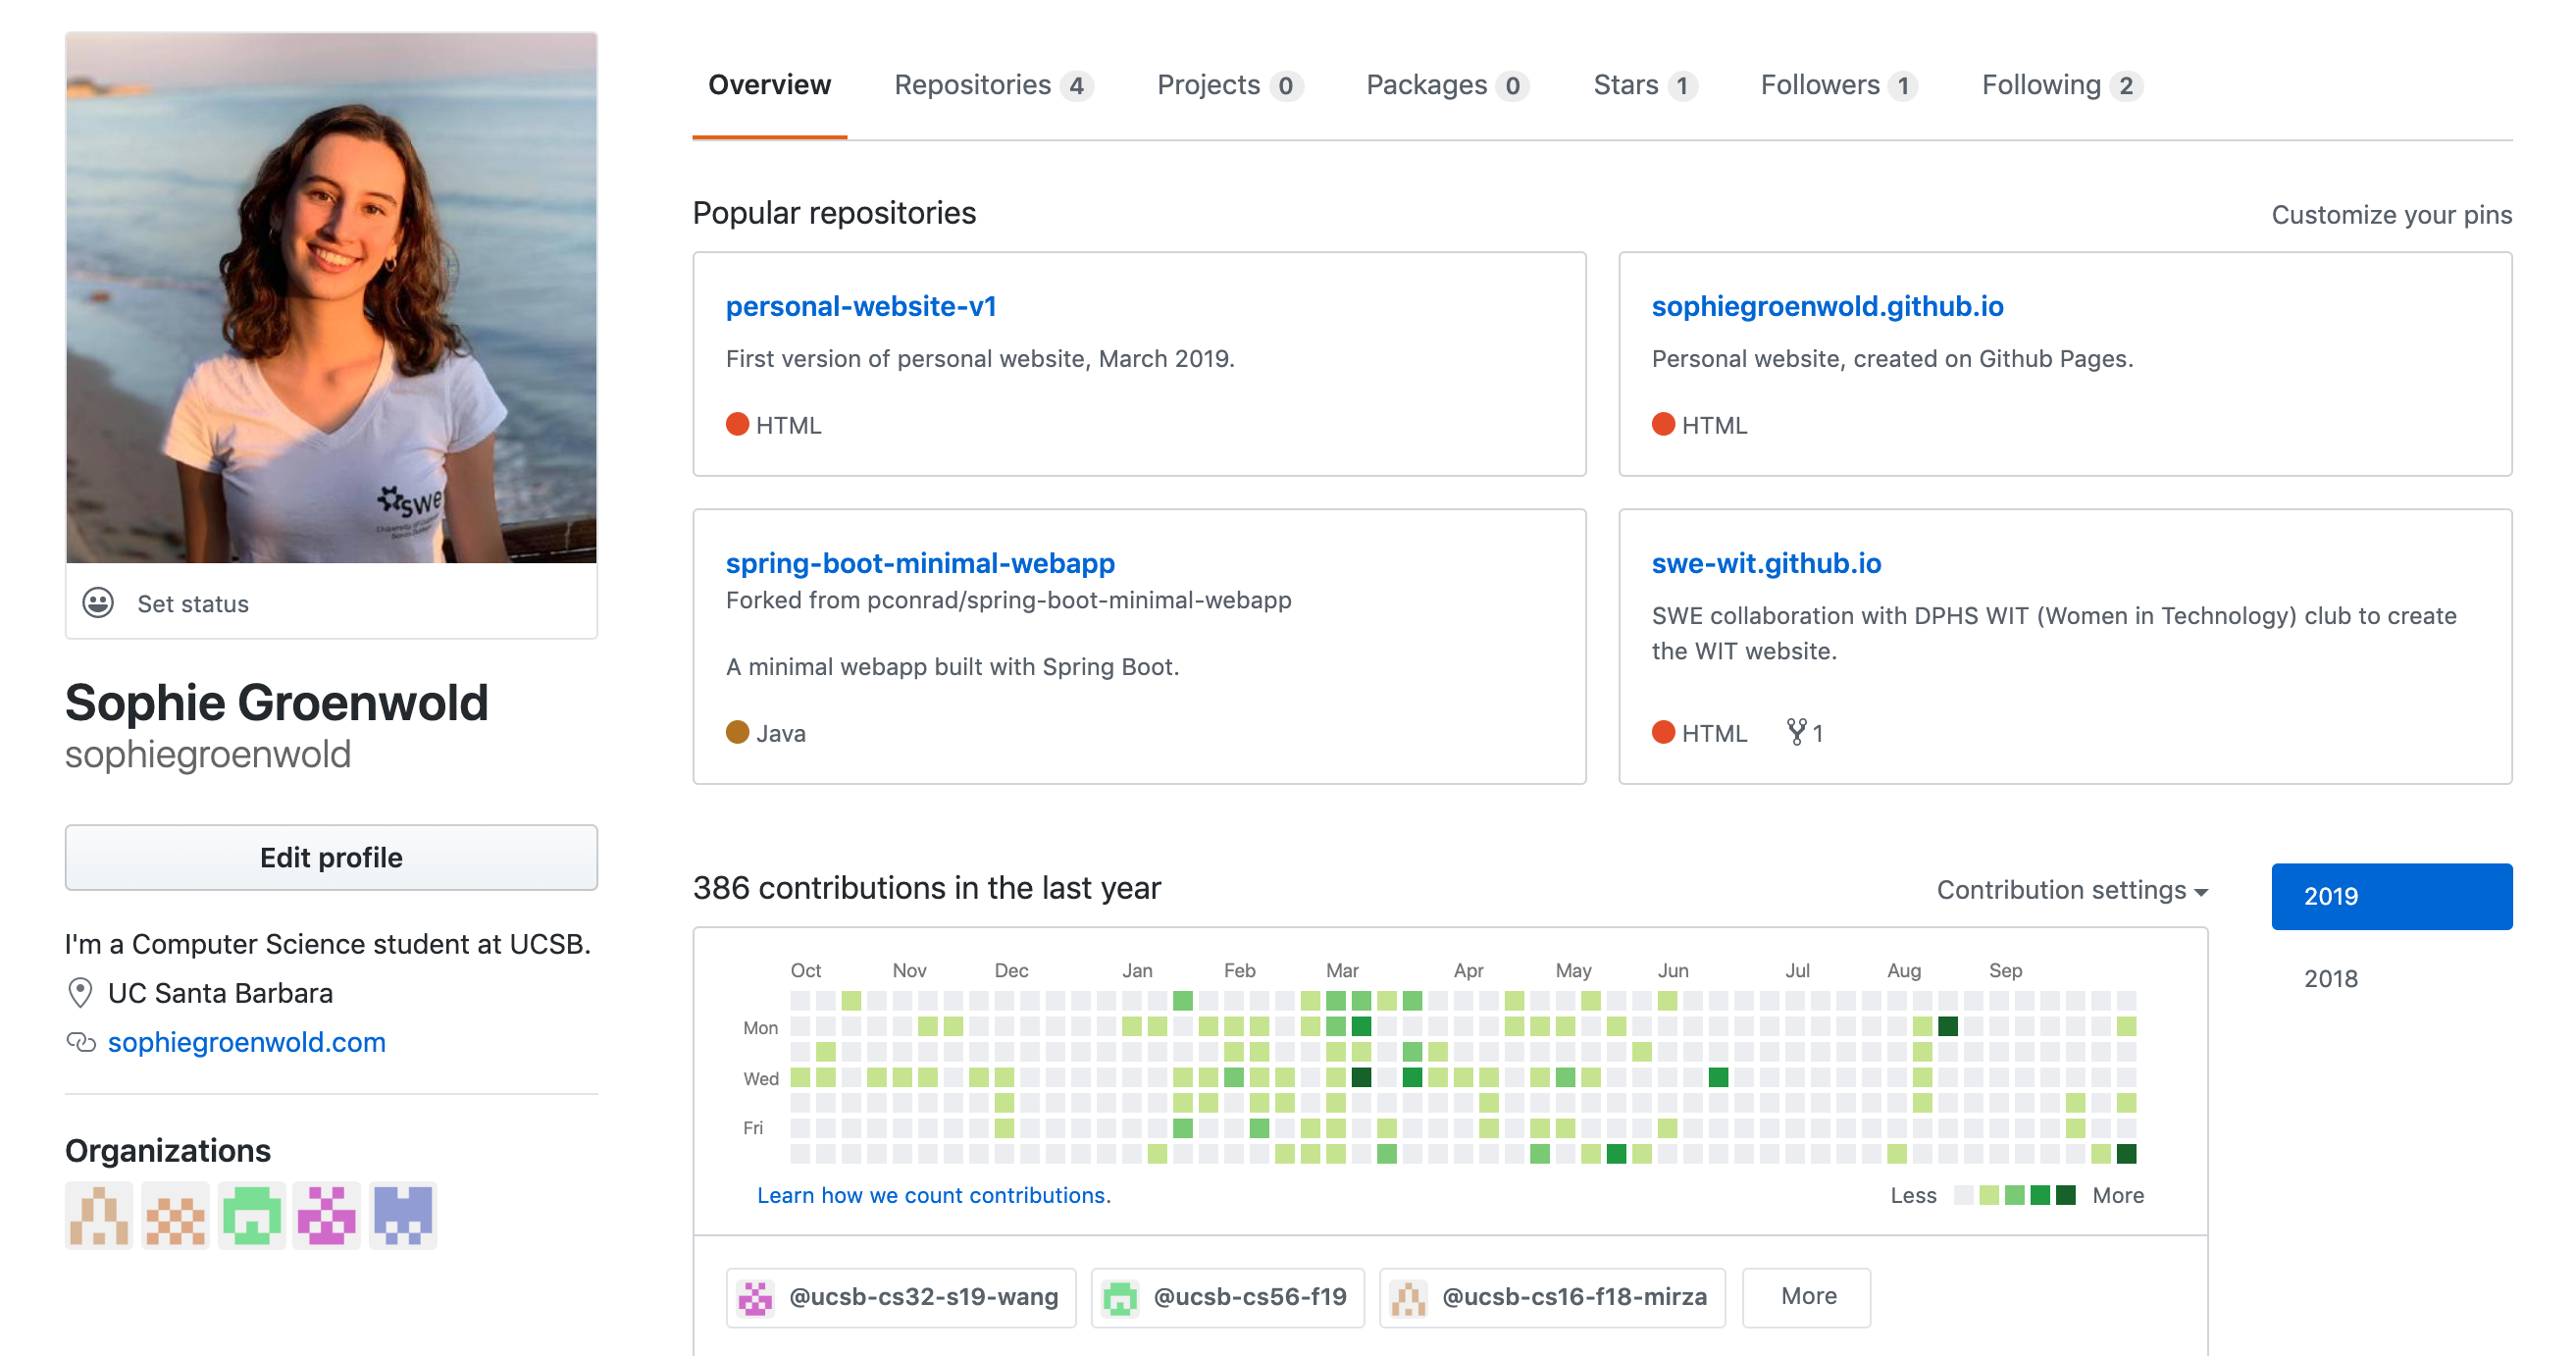 Overview Repositories 4 Projects 0 Packages 0 Stars 1 Followers 1 Following 2
swe
Set status
Sophie Groenwold
sophiegroenwold
Edit profile
I'm a Computer Science student at UCSB.
UC Santa Barbara
sophiegroenwold.com
Organizations
Popular repositories
Customize your pins
personal-website-v1
First version of personal website, March 2019.
HTML
sophiegroenwold.github.io
Personal website, created on Github Pages.
HTML
spring-boot-minimal-webapp
Forked from pconrad/spring-boot-minimal-webapp
A minimal webapp built with Spring Boot.
Java
swe-wit.github.io
SWE collaboration with DPHS WIT (Women in Technology) club to create
the WIT website.
HTML 1
386 contributions in the last year
Contribution settings
2019
2018
Oct Nov Dec Jan Feb Mar Apr May Jun Jul Aug Sep
Mon
Wed
Fri
Learn how we count contributions.
Less More
@ucsb-cs32-s19-wang @ucsb-cs56-f19 @ucsb-cs16-f18-mirza More